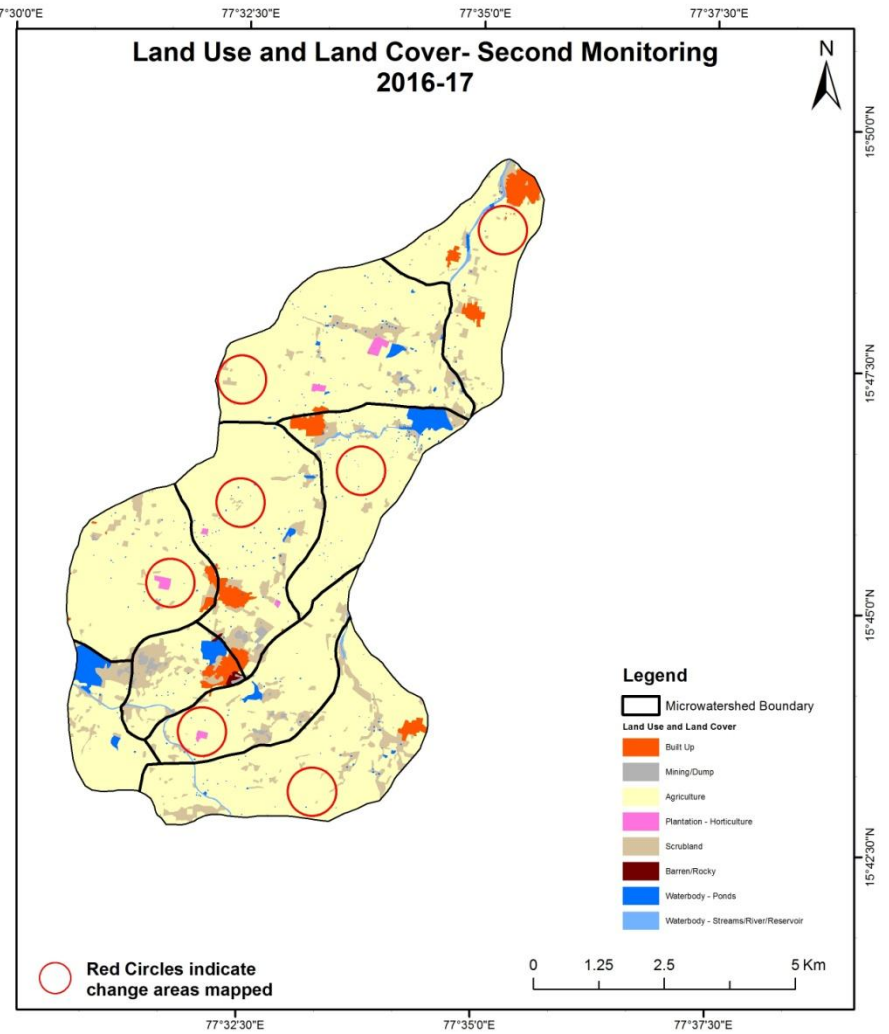 77°30'0"E 77°32'30"E 77°35'0"E 77°37'30"E
Land Use and Land Cover- Second Monitoring
2016-17
N
15°50'0"N
15°47'30"N
15°45'0"N
Legend
Microwatershed Boundary
Land Use and Land Cover
Built Up
Mining/Dump
Agriculture
Plantation - Horticulture
Scrubland
Barren/Rocky
Waterbody - Ponds
Waterbody - Streams/River/Reservoir
15°42'30"N
Red Circles indicate
change areas mapped
0 1.25 2.5 5 Km
77°32'30"E 77°35'0"E 77°37'30"E